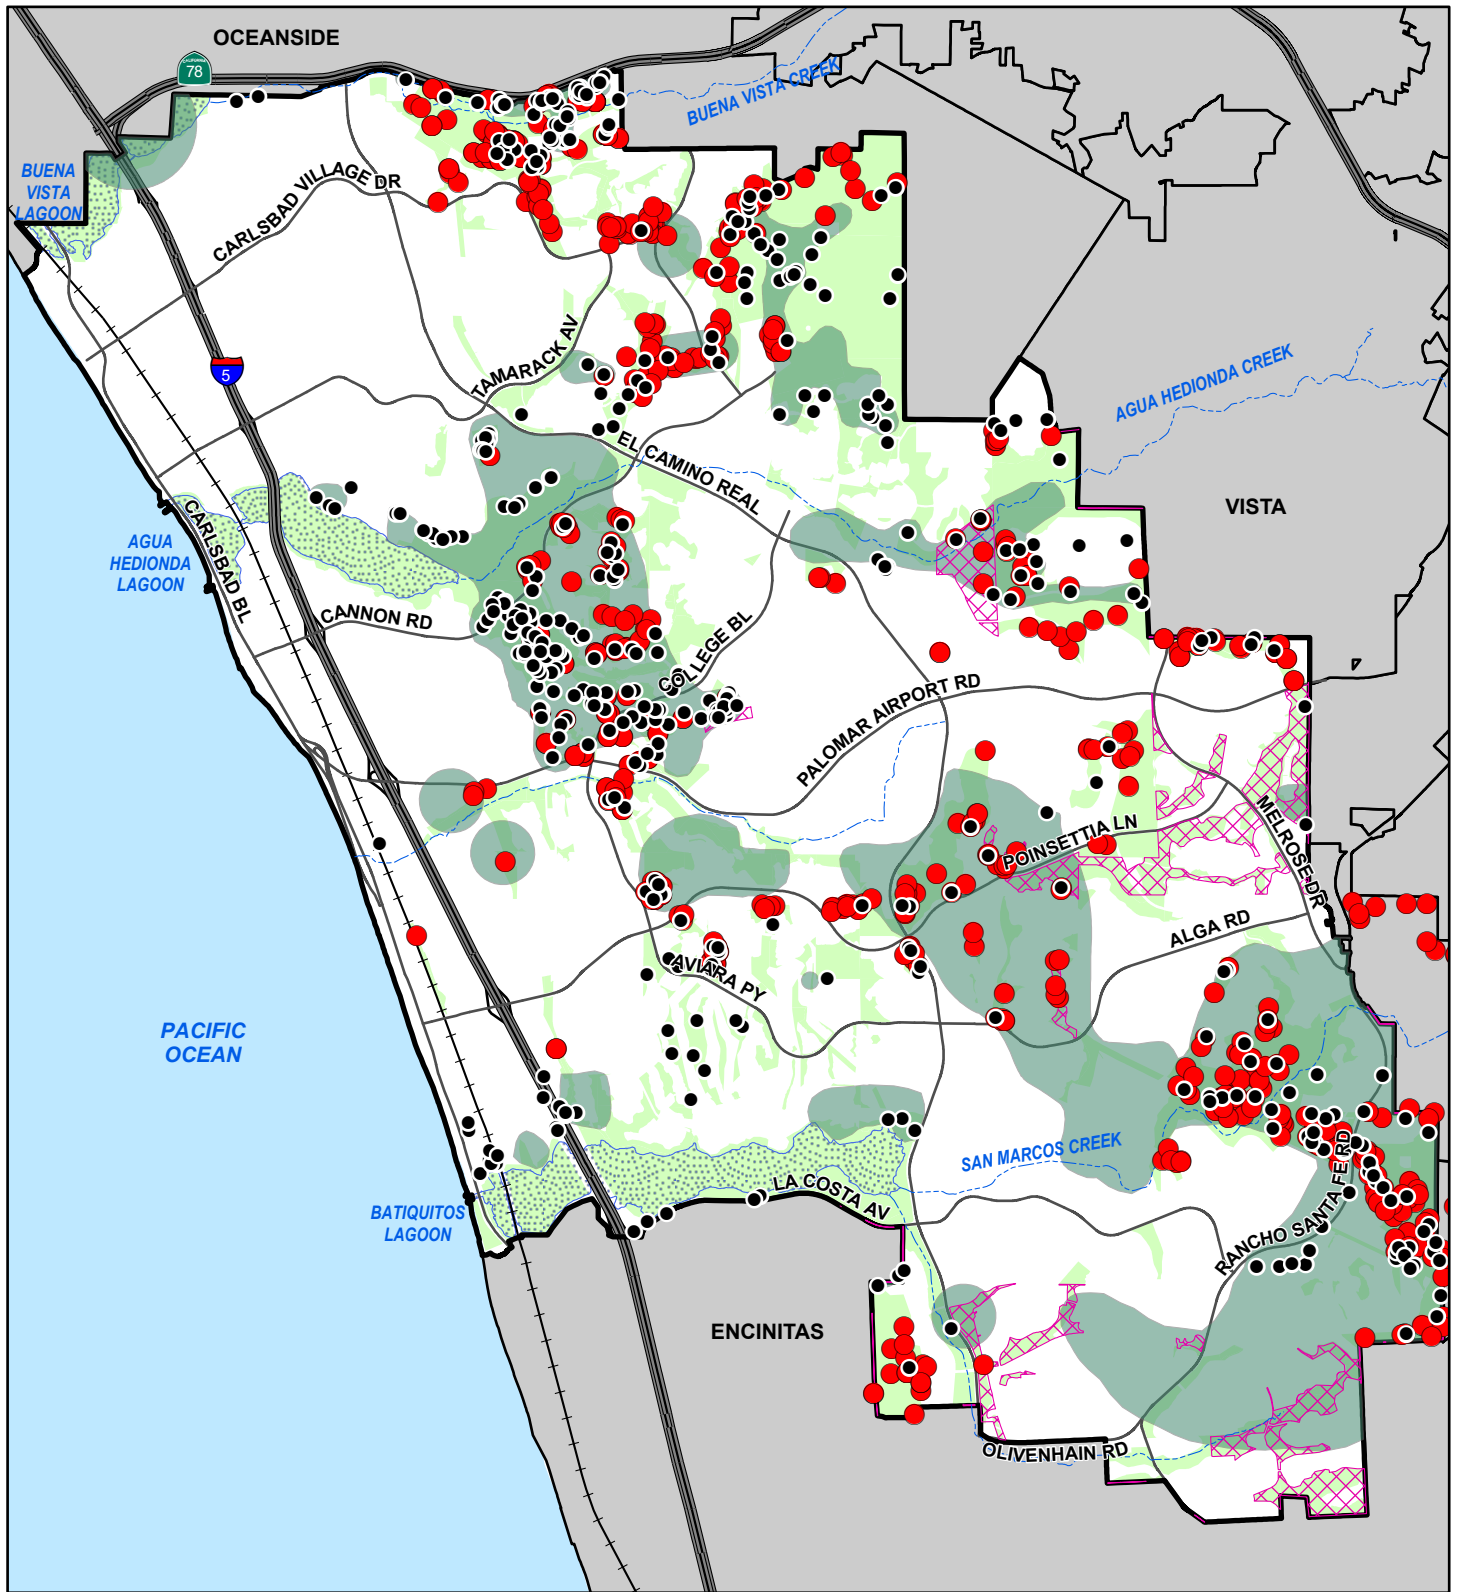 OCEANSIDE
CALIFORNIA
78
BUENA VISTA CREEK
BUENA
VISTA
LAGOON
CARLSBAD VILLAGE DR
TAMARACK AV
5
AGUA HEDIONDA CREEK
EL CAMINO REAL
VISTA
CARLSBAD BL
AGUA
HEDIONDA
LAGOON
CANNON RD
COLLEGE BL
PALOMAR AIRPORT RD
POINSETTIA LN
MELROSE DR
ALGA RD
AVIARA PY
PACIFIC
OCEAN
SAN MARCOS CREEK
RANCHO SANTA FE RD
LA COSTA AV
BATIQUITOS
LAGOON
ENCINITAS
OLIVENHAIN RD